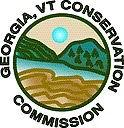 GEORGIA, VT CONSERVATION
COMMISSION